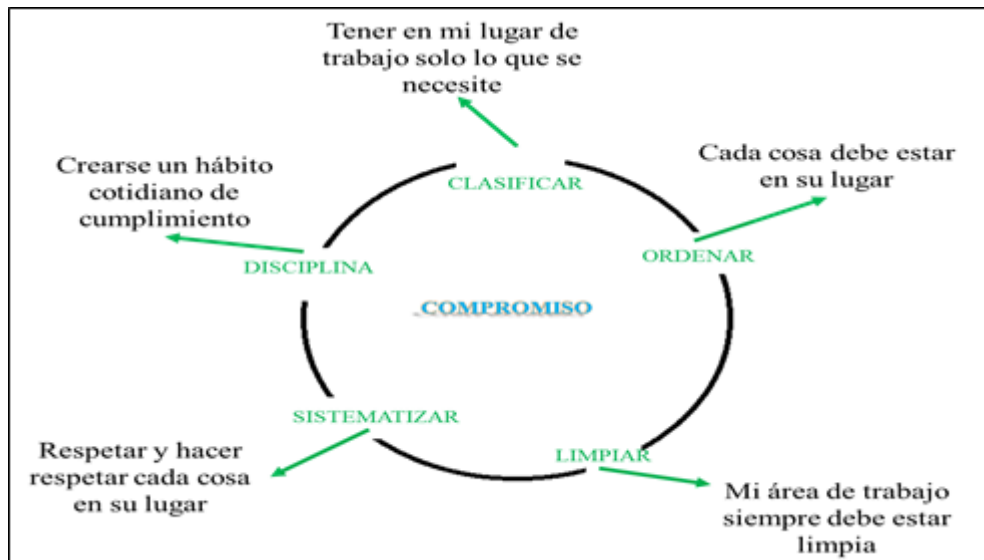 Tener en mi lugar de
trabajo solo lo que se
necesite
CLASIFICAR
Cada cosa debe estar
en su lugar
ORDENAR
Crearse un hábito
cotidiano de
cumplimiento
DISCIPLINA
COMPROMISO
SISTEMATIZAR
Respetar y hacer
respetar cada cosa
en su lugar
LIMPIAR
Mi área de trabajo
siempre debe estar
limpia